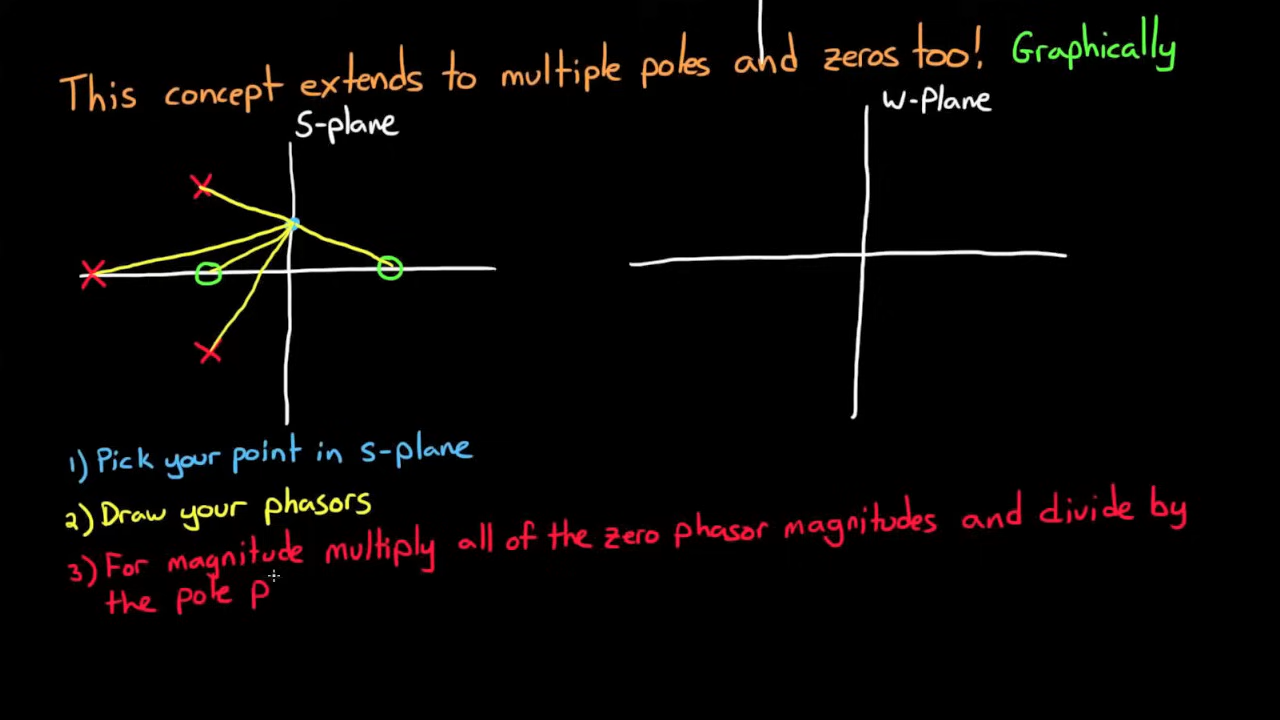 This concept extends to multiple poles and zeros too! Graphically
S-plane
W-Plane
1) Pick your point in s-plane
2) Draw your phasors
3) For magnitude multiply all of the zero phasor magnitudes and divide by
the pole p